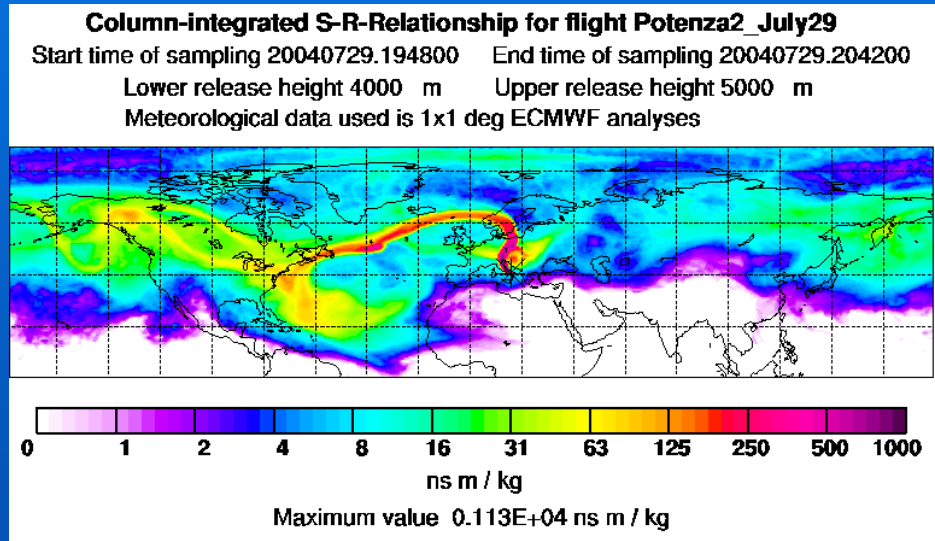 Column-integrated S-R-Relationship for flight Potenza2_July29
Start time of sampling 20040729.194800 End time of sampling 20040729.204200
Lower release height 4000 m Upper release height 5000 m
Meteorological data used is 1x1 deg ECMWF analyses
0 1 2 4 8 16 31 63 125 250 500 1000
ns m / kg
Maximum value 0.113E+04 ns m / kg